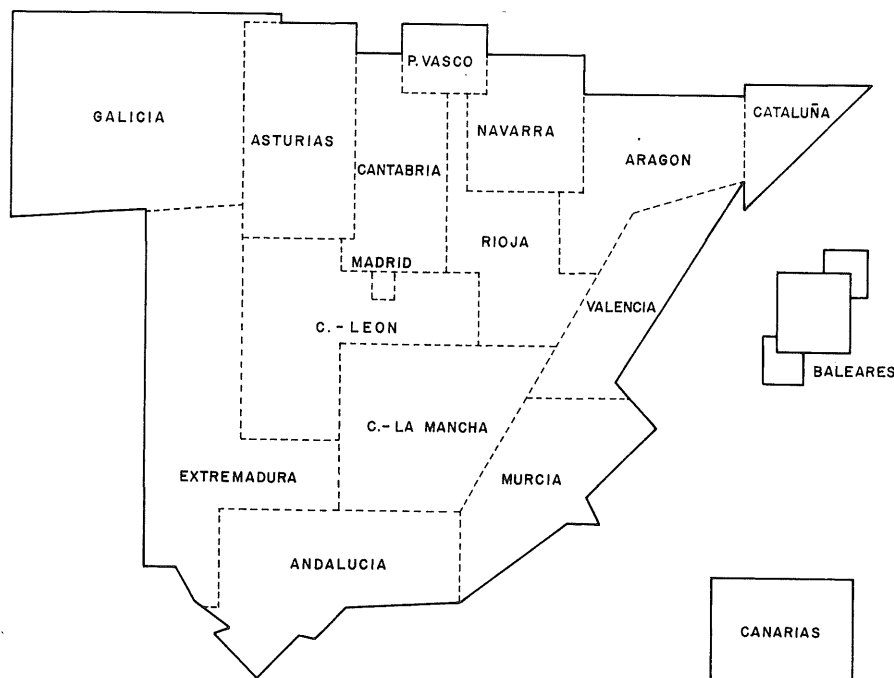 P. VASCO
GALICIA
CATALUÑA
NAVARRA
ASTURIAS
ARAGON
CANTABRIA
RIOJA
MADRID
VALENCIA
C.-LEON
BALEARES
C.-LA MANCHA
EXTREMADURA
MURCIA
ANDALUCIA
CANARIAS